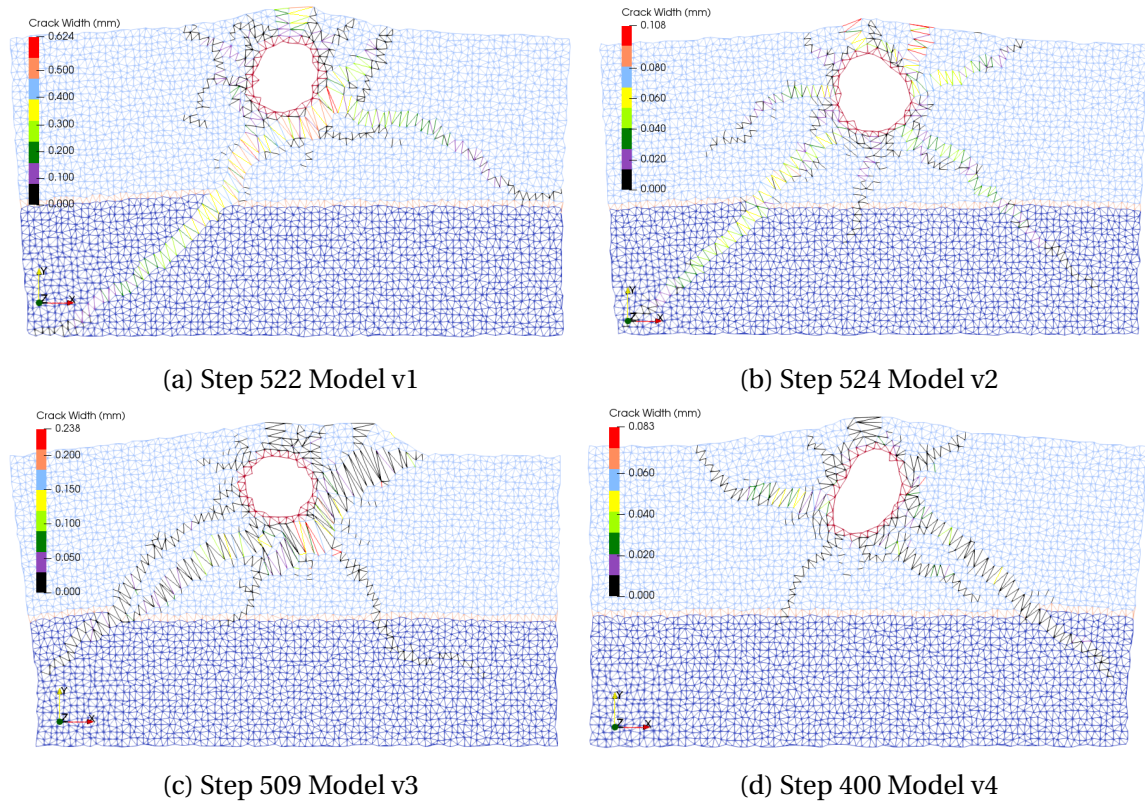 Crack Width (mm)
0.624
0.500
0.400
0.300
0.200
0.100
0.000
Y
Z
X
(a) Step 522 Model v1
Crack Width (mm)
0.108
0.080
0.060
0.040
0.020
0.000
Y
Z
X
(b) Step 524 Model v2
Crack Width (mm)
0.238
0.200
0.150
0.100
0.050
0.000
Y
Z
X
(c) Step 509 Model v3
Crack Width (mm)
0.083
0.060
0.040
0.020
0.000
Y
Z
X
(d) Step 400 Model v4